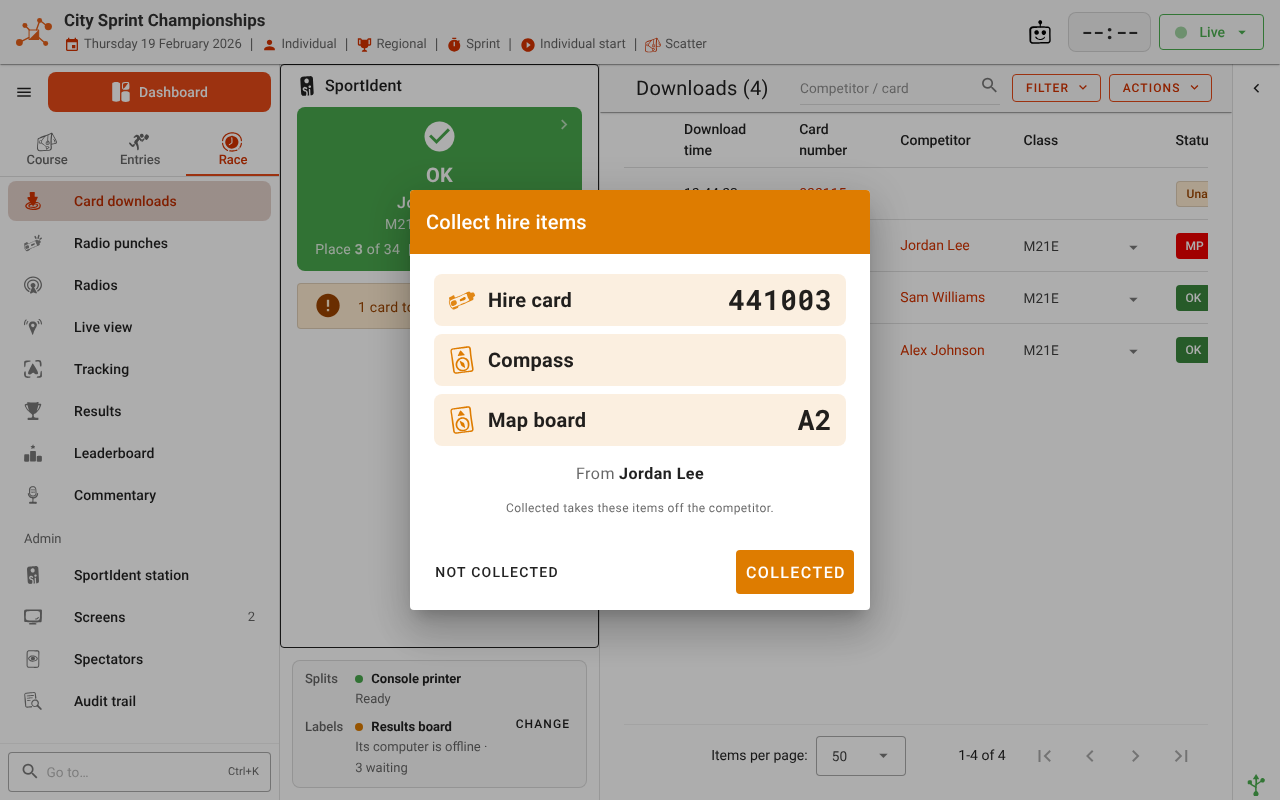 City Sprint Championships
Thursday 19 February 2026 | Individual | Regional | Sprint | Individual start | Scatter
--:--
Live
Dashboard
Course
Entries
Race
Card downloads
Radio punches
Radios
Live view
Tracking
Results
Leaderboard
Commentary
Admin
SportIdent station
Screens 2
Spectators
Audit trail
Go to... Ctrl+K
SportIdent
OK
Place 3 of 34
1 card to
Splits Console printer
Ready
Labels Results board CHANGE
Its computer is offline ·
3 waiting
Downloads (4)
Competitor / card
FILTER
ACTIONS
Download time
Card number
Competitor
Class
Statu
Una
Jordan Lee M21E MP
Sam Williams M21E OK
Alex Johnson M21E OK
Items per page: 50 1-4 of 4
Collect hire items
Hire card 441003
Compass
Map board A2
From Jordan Lee
Collected takes these items off the competitor.
NOT COLLECTED
COLLECTED